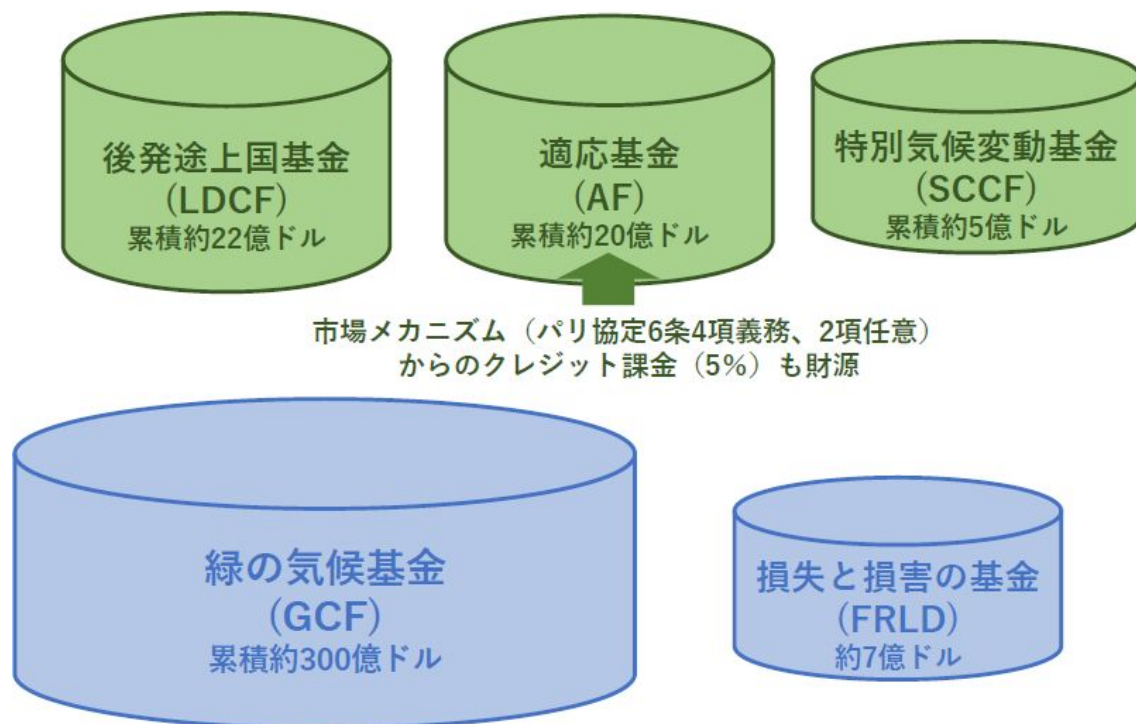 後発途上国基金
(LDCF)
累積約22億ドル
適応基金
(AF)
累積約20億ドル
特別気候変動基金
(SCCF)
累積約5億ドル
市場メカニズム（パリ協定6条4項義務、2項任意）
からのクレジット課金（5%）も財源
緑の気候基金
(GCF)
累積約300億ドル
損失と損害の基金
(FRLD)
約7億ドル